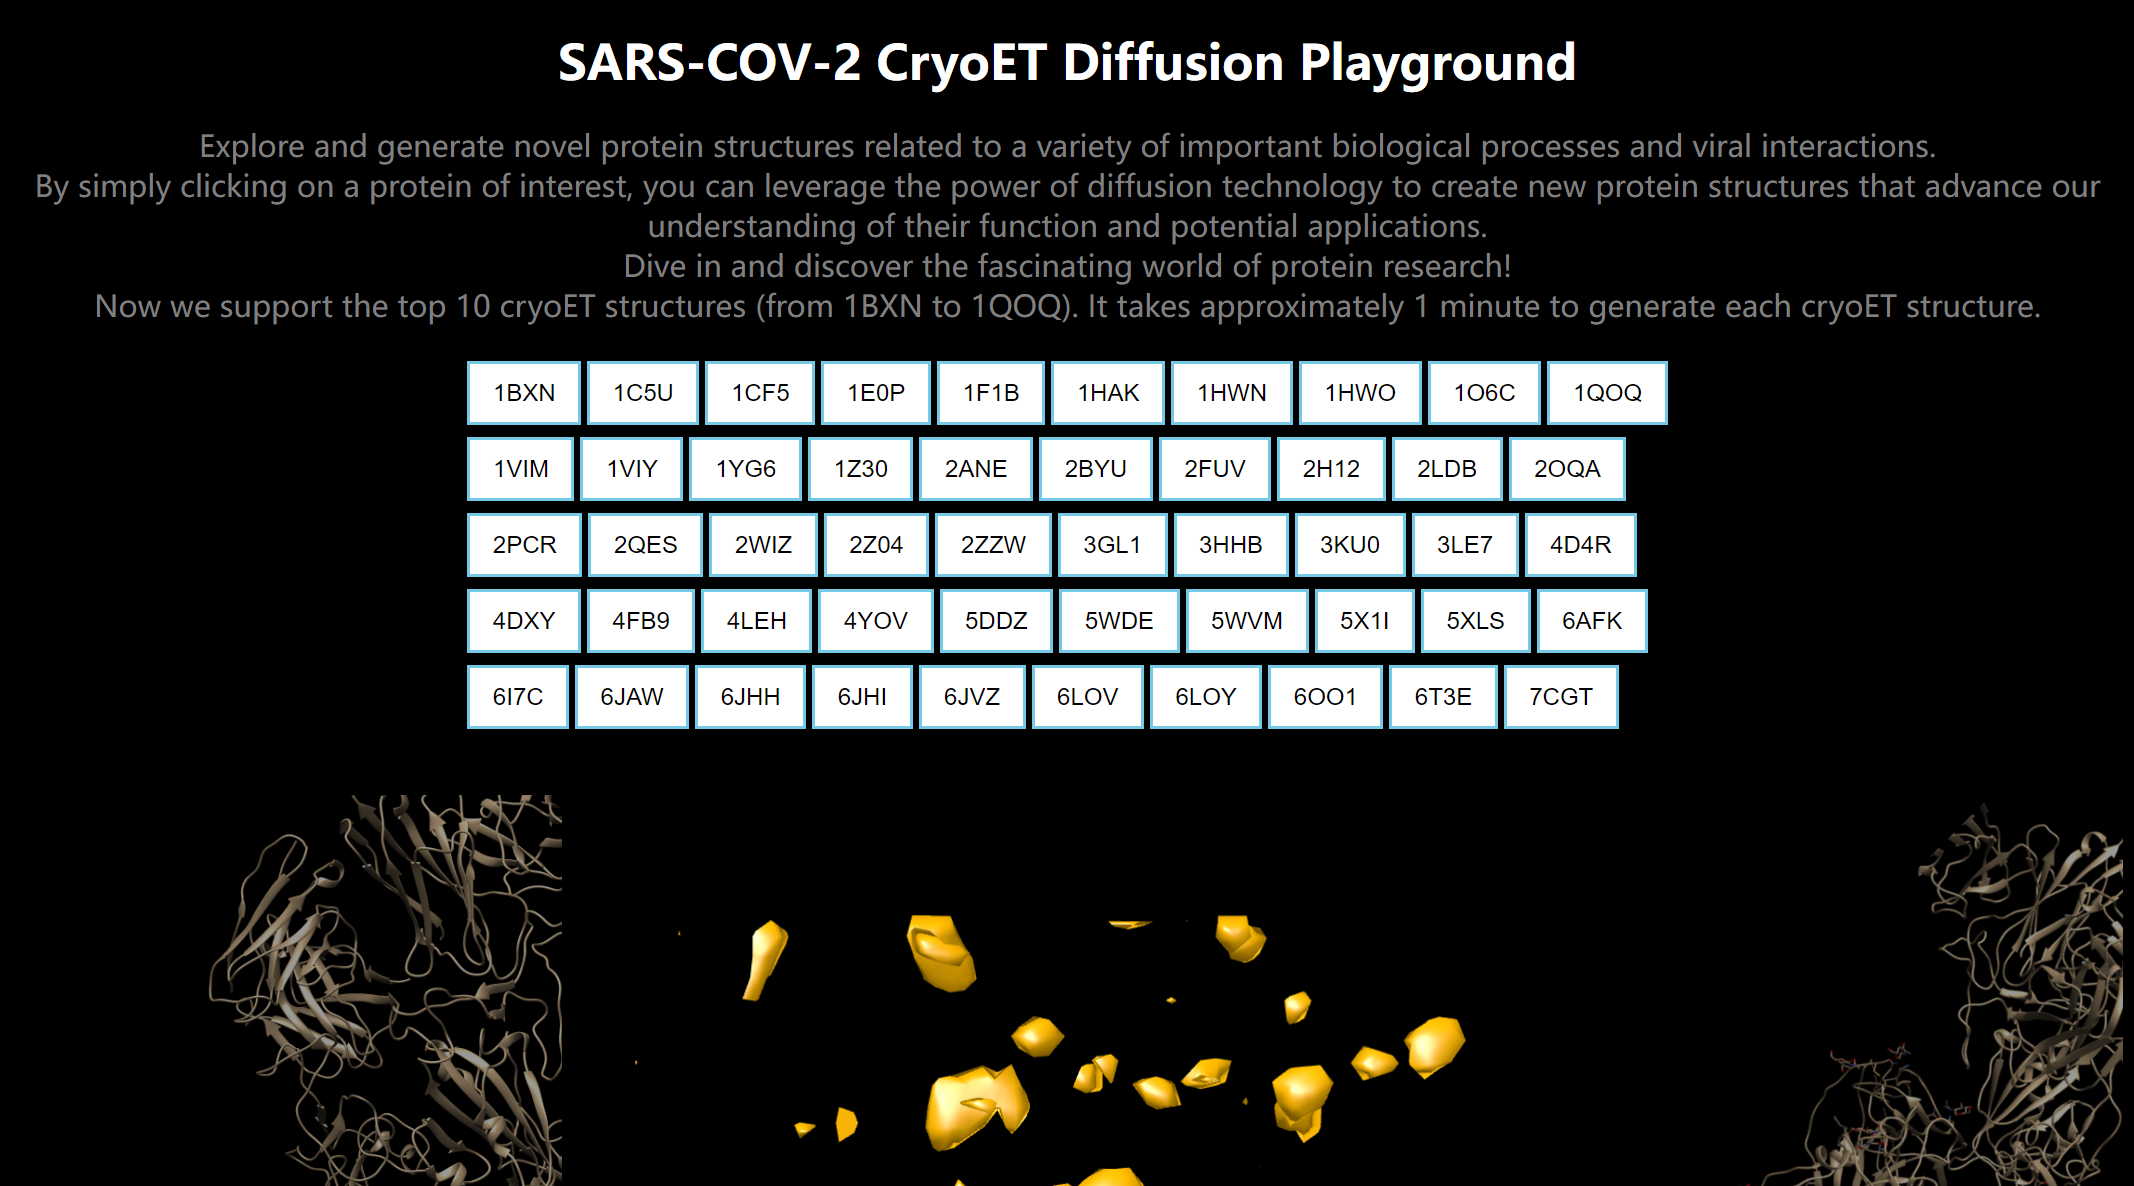 SARS-COV-2 CryoET Diffusion Playground
Explore and generate novel protein structures related to a variety of important biological processes and viral interactions.
By simply clicking on a protein of interest, you can leverage the power of diffusion technology to create new protein structures that advance our
understanding of their function and potential applications.
Dive in and discover the fascinating world of protein research!
Now we support the top 10 cryoET structures (from 1BXN to 1QOQ). It takes approximately 1 minute to generate each cryoET structure.
1BXN 1C5U 1CF5 1E0P 1F1B 1HAK 1HWN 1HWO 1O6C 1QOQ
1VIM 1VIY 1YG6 1Z30 2ANE 2BYU 2FUV 2H12 2LDB 2OQA
2PCR 2QES 2WIZ 2Z04 2ZZW 3GL1 3HHB 3KU0 3LE7 4D4R
4DXY 4FB9 4LEH 4YOV 5DDZ 5WDE 5WVM 5X1I 5XLS 6AFK
6I7C 6JAW 6JHH 6JHI 6JVZ 6LOV 6LOY 6OO1 6T3E 7CGT